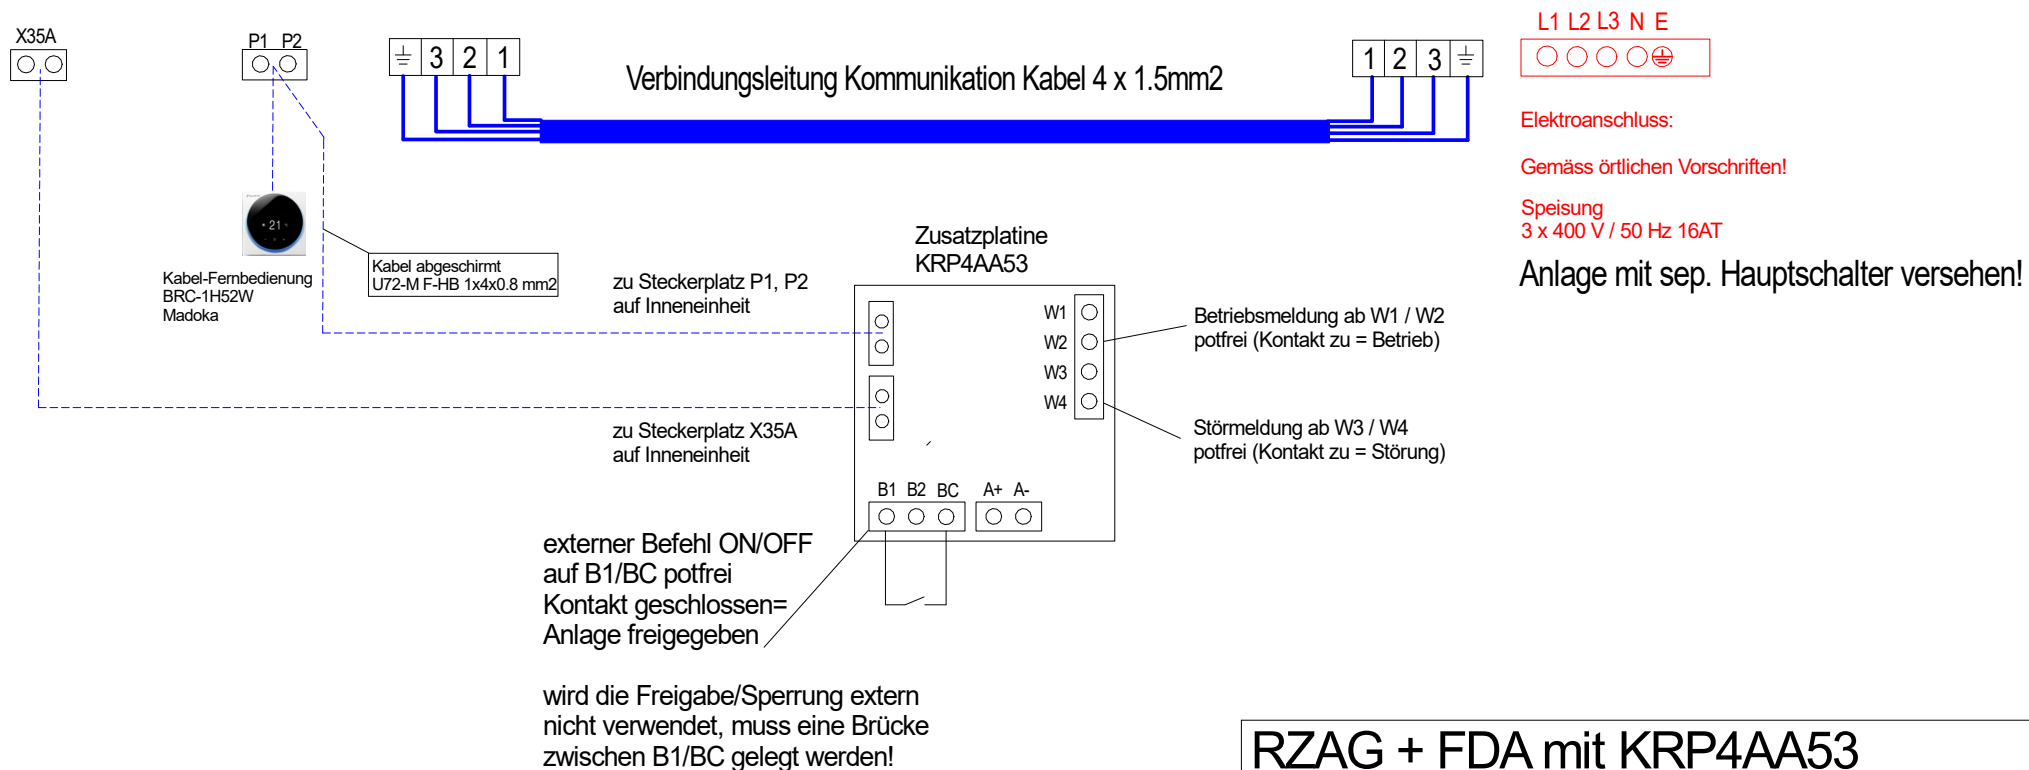 X35A
P1 P2
3 2 1
Verbindungsleitung Kommunikation Kabel 4 x 1.5mm2
1 2 3
L1 L2 L3 N E
Elektroanschluss:
Gemäss örtlichen Vorschriften!
Speisung
3 x 400 V / 50 Hz 16AT
Anlage mit sep. Hauptschalter versehen!
21
Kabel-Fernbedienung
BRC-1H52W
Madoka
Kabel abgeschirmt
U72-M F-HB 1x4x0.8 mm2
zu Steckerplatz P1, P2
auf Inneneinheit
Zusatzplatine
KRP4AA53
W1
W2
W3
W4
Betriebsmeldung ab W1 / W2
potfrei (Kontakt zu = Betrieb)
Störmeldung ab W3 / W4
potfrei (Kontakt zu = Störung)
zu Steckerplatz X35A
auf Inneneinheit
B1 B2 BC A+ A-
externer Befehl ON/OFF
auf B1/BC potfrei
Kontakt geschlossen=
Anlage freigegeben
wird die Freigabe/Sperrung extern
nicht verwendet, muss eine Brücke
zwischen B1/BC gelegt werden!
RZAG + FDA mit KRP4AA53